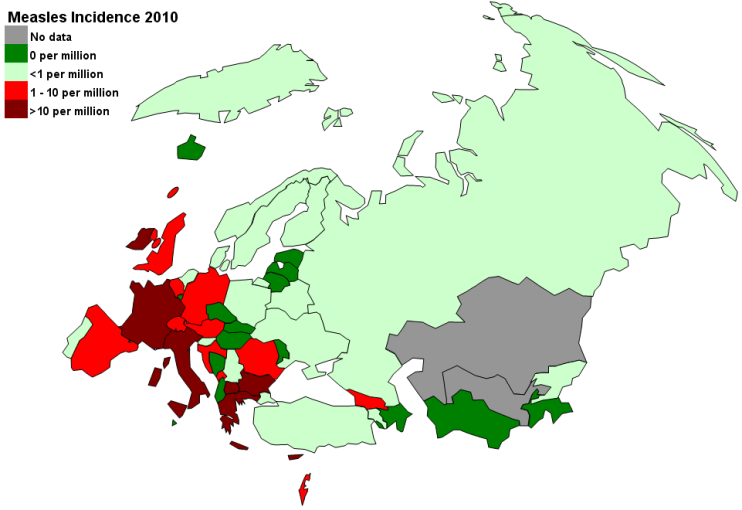 Measles Incidence 2010
No data
0 per million
<1 per million
1 - 10 per million
>10 per million